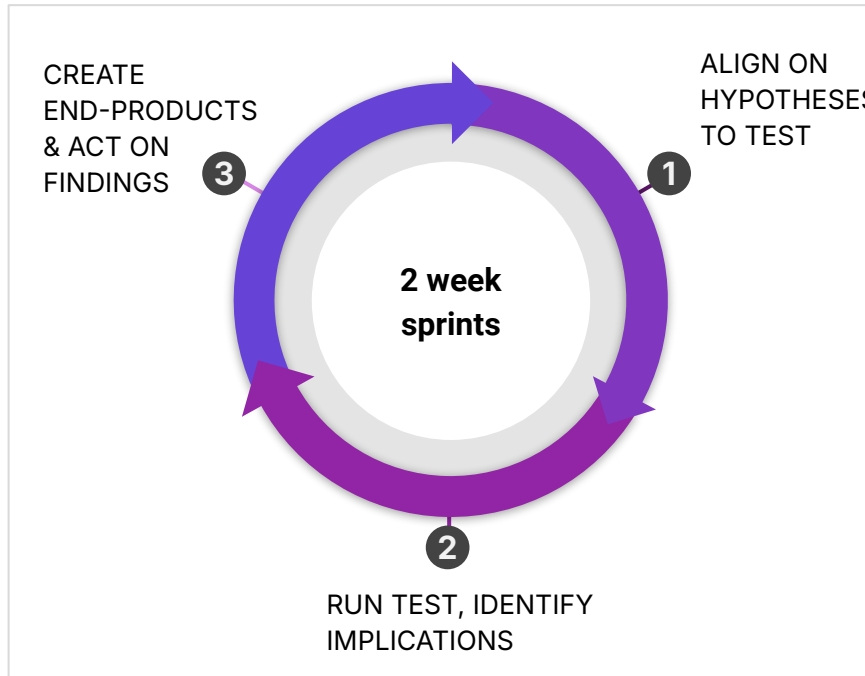 CREATE
END-PRODUCTS
& ACT ON
FINDINGS
3
ALIGN ON
HYPOTHESES
TO TEST
1
2 week
sprints
2
RUN TEST, IDENTIFY
IMPLICATIONS